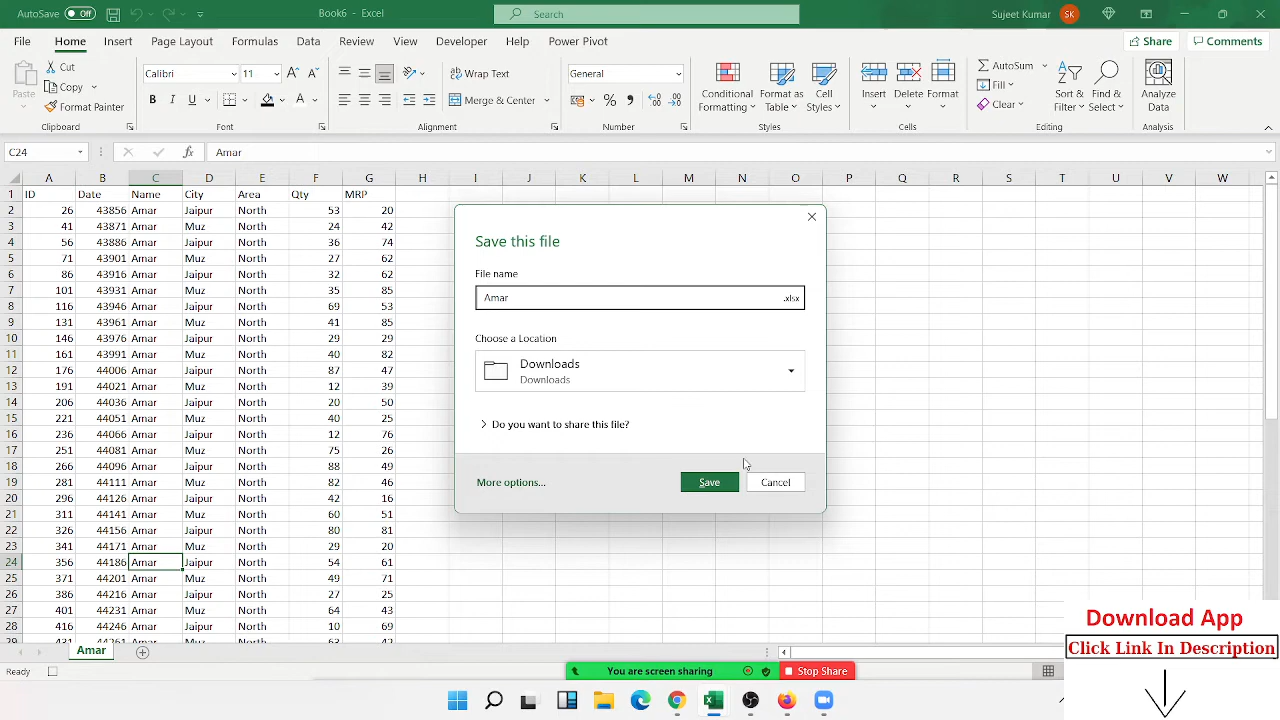 AutoSave Off Book6 - Excel Search Sujeet Kumar SK
File Home Insert Page Layout Formulas Data Review View Developer Help Power Pivot Share Comments
Paste Cut Copy Format Painter Clipboard
Calibri 11 B I U A Font
Wrap Text Merge & Center Alignment
General % Number
Conditional Formatting Format as Table Cell Styles Styles
Insert Delete Format Cells
AutoSum Fill Clear Sort & Filter Find & Select Editing
Analyze Data Analysis
C24 fx Amar
A B C D E F G H I J K L M N O P Q R S T U V W
1 ID Date Name City Area Qty MRP
2 26 43856 Amar Jaipur North 53 20
3 41 43871 Amar Muz North 24 42
4 56 43886 Amar Jaipur North 36 74
5 71 43901 Amar Muz North 27 62
6 86 43916 Amar Jaipur North 32 62
7 101 43931 Amar Muz North 35 85
8 116 43946 Amar Jaipur North 69 53
9 131 43961 Amar Muz North 41 85
10 146 43976 Amar Jaipur North 29 29
11 161 43991 Amar Muz North 40 82
12 176 44006 Amar Jaipur North 87 47
13 191 44021 Amar Muz North 12 39
14 206 44036 Amar Jaipur North 20 50
15 221 44051 Amar Muz North 40 25
16 236 44066 Amar Jaipur North 12 76
17 251 44081 Amar Muz North 75 26
18 266 44096 Amar Jaipur North 88 49
19 281 44111 Amar Muz North 82 46
20 296 44126 Amar Jaipur North 42 16
21 311 44141 Amar Muz North 60 51
22 326 44156 Amar Jaipur North 80 81
23 341 44171 Amar Muz North 29 20
24 356 44186 Amar Jaipur North 54 61
25 371 44201 Amar Muz North 49 71
26 386 44216 Amar Jaipur North 27 25
27 401 44231 Amar Muz North 64 43
28 416 44246 Amar Jaipur North 10 69
29 431 44261 Amar Muz North 63 42
Save this file
File name
Amar .xlsx
Choose a Location
Downloads
Downloads
Do you want to share this file?
More options... Save Cancel
Amar
Ready
You are screen sharing Stop Share
Download App
Click Link In Description